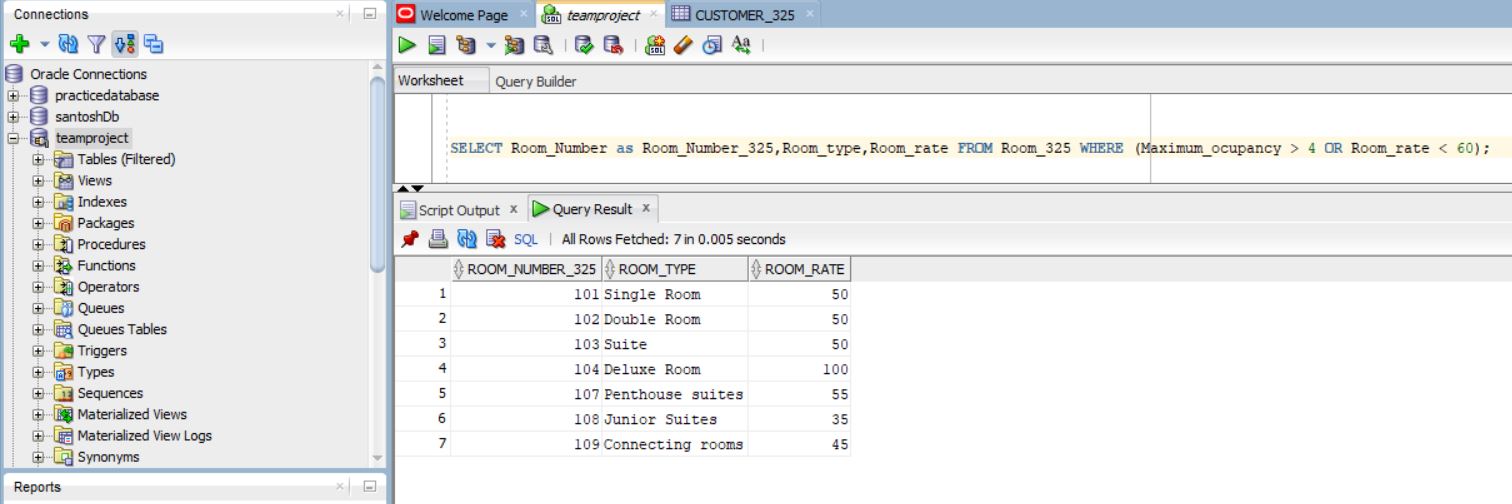 Connections
Oracle Connections
practicedatabase
santoshDb
teamproject
Tables (Filtered)
Views
Indexes
Packages
Procedures
Functions
Operators
Queues
Queues Tables
Triggers
Types
Sequences
Materialized Views
Materialized View Logs
Synonyms
Reports
Welcome Page teamproject CUSTOMER_325
Worksheet Query Builder
SELECT Room_Number as Room_Number_325,Room_type,Room_rate FROM Room_325 WHERE (Maximum_ocupancy > 4 OR Room_rate < 60);
Script Output x Query Result x
SQL | All Rows Fetched: 7 in 0.005 seconds
ROOM_NUMBER_325 ROOM_TYPE ROOM_RATE
1 101 Single Room 50
2 102 Double Room 50
3 103 Suite 50
4 104 Deluxe Room 100
5 107 Penthouse suites 55
6 108 Junior Suites 35
7 109 Connecting rooms 45